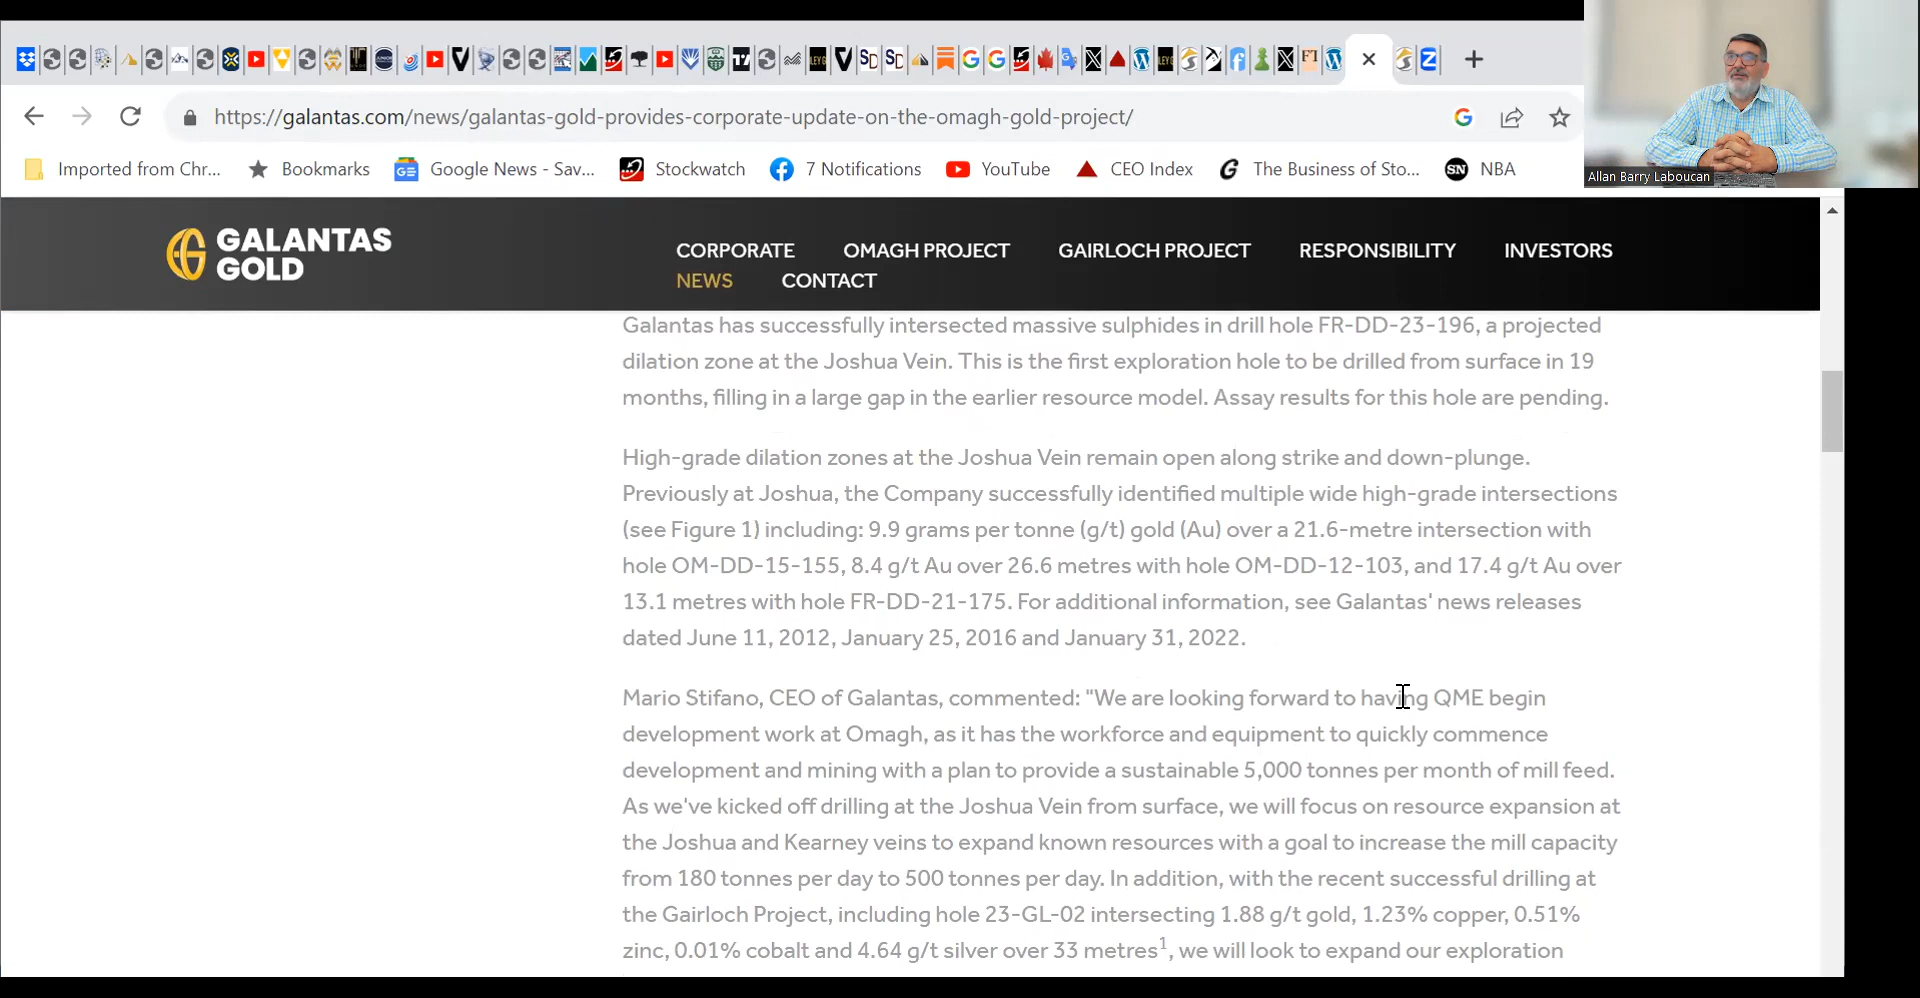 https://galantas.com/news/galantas-gold-provides-corporate-update-on-the-omagh-gold-project/
Imported from Chr...
Bookmarks
Google News - Sav...
Stockwatch
7 Notifications
YouTube
CEO Index
The Business of Sto...
NBA
Allan Barry Laboucan
GALANTAS
GOLD
CORPORATE
OMAGH PROJECT
GAIRLOCH PROJECT
RESPONSIBILITY
INVESTORS
NEWS
CONTACT
Galantas has successfully intersected massive sulphides in drill hole FR-DD-23-196, a projected
dilation zone at the Joshua Vein. This is the first exploration hole to be drilled from surface in 19
months, filling in a large gap in the earlier resource model. Assay results for this hole are pending.
High-grade dilation zones at the Joshua Vein remain open along strike and down-plunge.
Previously at Joshua, the Company successfully identified multiple wide high-grade intersections
(see Figure 1) including: 9.9 grams per tonne (g/t) gold (Au) over a 21.6-metre intersection with
hole OM-DD-15-155, 8.4 g/t Au over 26.6 metres with hole OM-DD-12-103, and 17.4 g/t Au over
13.1 metres with hole FR-DD-21-175. For additional information, see Galantas' news releases
dated June 11, 2012, January 25, 2016 and January 31, 2022.
Mario Stifano, CEO of Galantas, commented: "We are looking forward to having QME begin
development work at Omagh, as it has the workforce and equipment to quickly commence
development and mining with a plan to provide a sustainable 5,000 tonnes per month of mill feed.
As we've kicked off drilling at the Joshua Vein from surface, we will focus on resource expansion at
the Joshua and Kearney veins to expand known resources with a goal to increase the mill capacity
from 180 tonnes per day to 500 tonnes per day. In addition, with the recent successful drilling at
the Gairloch Project, including hole 23-GL-02 intersecting 1.88 g/t gold, 1.23% copper, 0.51%
zinc, 0.01% cobalt and 4.64 g/t silver over 33 metres¹, we will look to expand our exploration